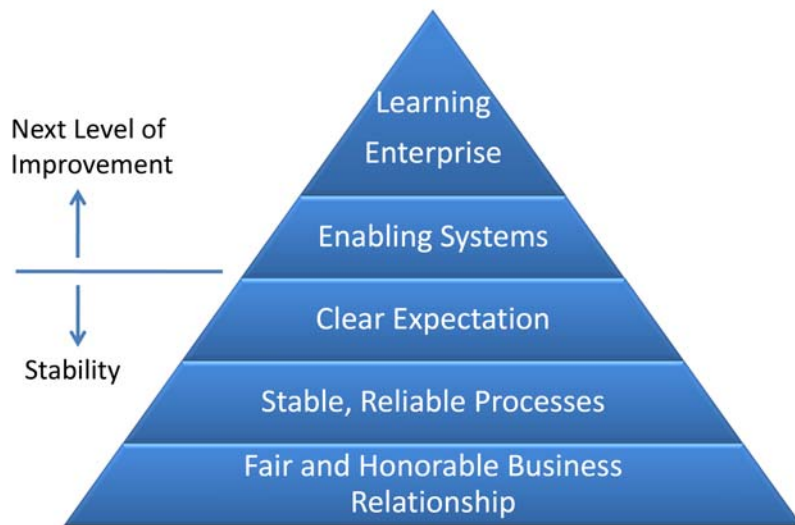 Learning
Enterprise
Next Level of
Improvement
Enabling Systems
Clear Expectation
Stability
Stable, Reliable Processes
Fair and Honorable Business
Relationship